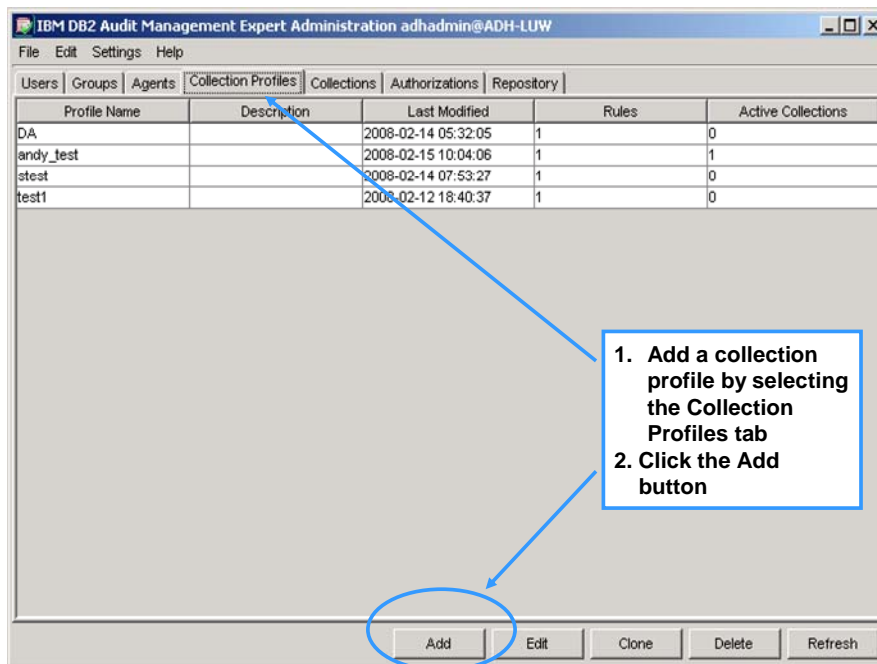 IBM DB2 Audit Management Expert Administration adhadmin@ADH-LUW
File Edit Settings Help
Users Groups Agents Collection Profiles Collections Authorizations Repository
Profile Name Description Last Modified Rules Active Collections
DA 2008-02-14 05:32:05 1 0
andy_test 2008-02-15 10:04:06 1 1
stest 2008-02-14 07:53:27 1 0
test1 2008-02-12 18:40:37 1 0
1. Add a collection
profile by selecting
the Collection
Profiles tab
2. Click the Add
button
Add Edit Clone Delete Refresh